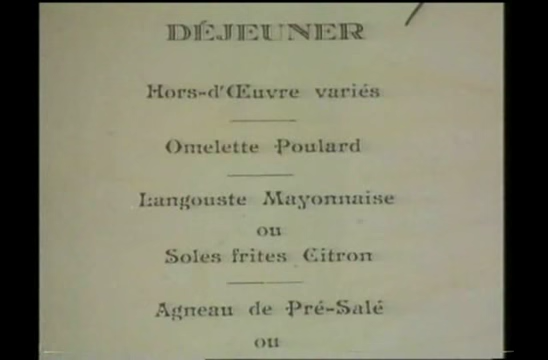 DÉJEUNER
Hors-d'Œuvre variés
Omelette Poulard
Langouste Mayonnaise
ou
Soles frites Citron
Agneau de Pré-Salé
ou